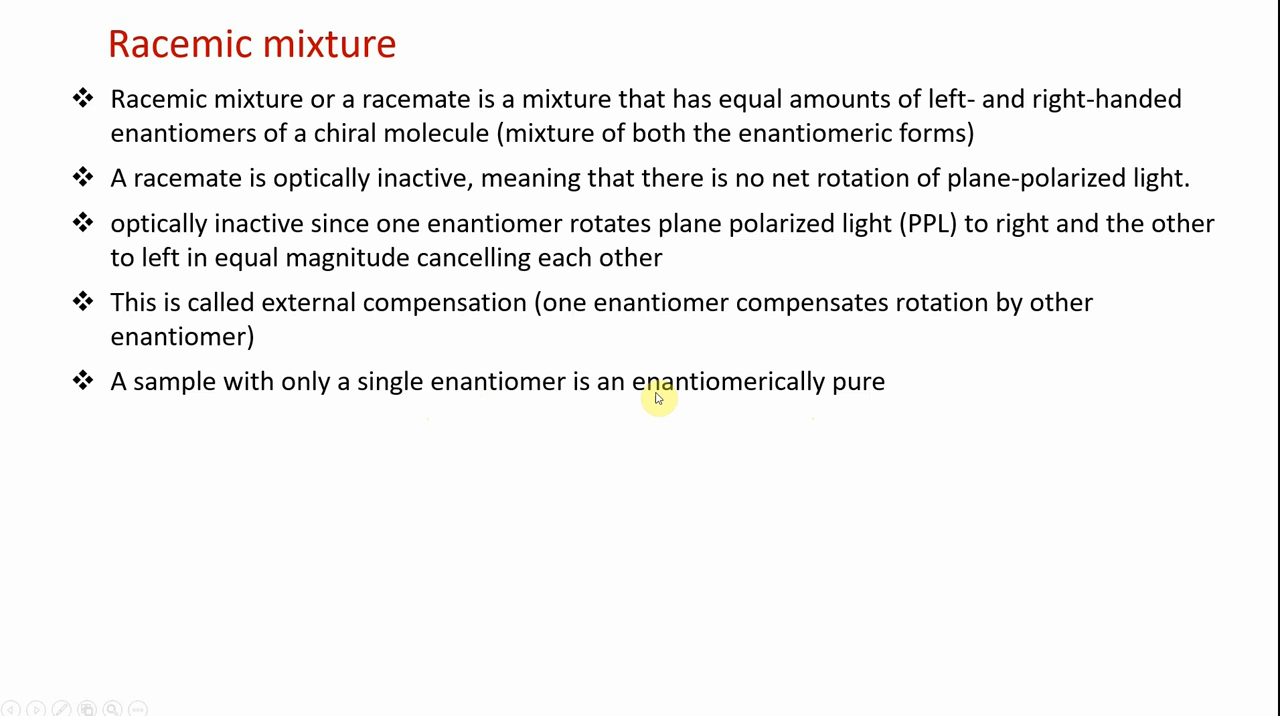 Racemic mixture
❖ Racemic mixture or a racemate is a mixture that has equal amounts of left- and right-handed
enantiomers of a chiral molecule (mixture of both the enantiomeric forms)
❖ A racemate is optically inactive, meaning that there is no net rotation of plane-polarized light.
❖ optically inactive since one enantiomer rotates plane polarized light (PPL) to right and the other
to left in equal magnitude cancelling each other
❖ This is called external compensation (one enantiomer compensates rotation by other
enantiomer)
❖ A sample with only a single enantiomer is an enantiomerically pure